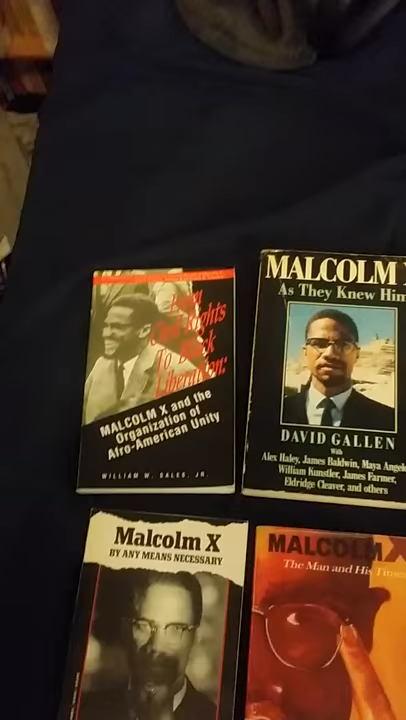 From
Civil Rights
To Black
Liberation:
MALCOLM X and the
Organization of
Afro-American Unity
WILLIAM W. SALES, JR.
MALCOLM X
As They Knew Him
DAVID GALLEN
With
Alex Haley, James Baldwin, Maya Angelo
William Kunstler, James Farmer,
Eldridge Cleaver, and others
Malcolm X
BY ANY MEANS NECESSARY
MALCOLM X
The Man and His Times